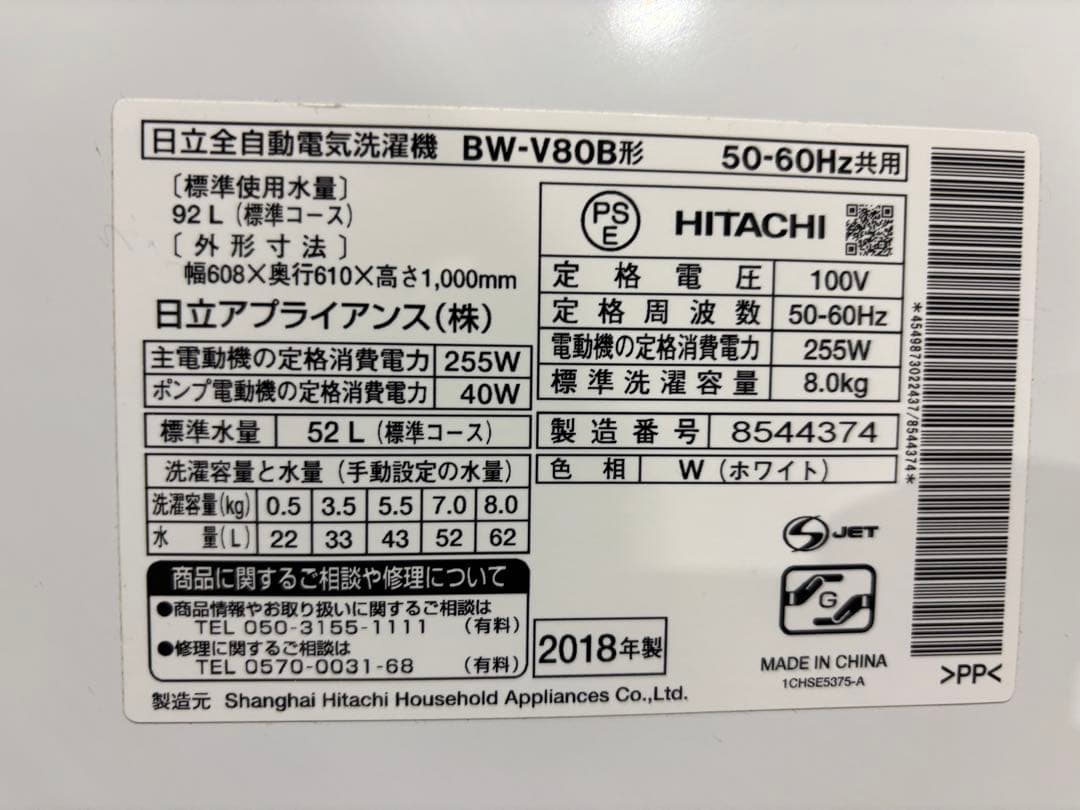 日立全自動電気洗濯機 BW-V80B形 50-60Hz共用
〔標準使用水量〕
92 L (標準コース)
〔外形寸法〕
幅608×奥行610×高さ1,000mm
日立アプライアンス(株)
主電動機の定格消費電力 255W
ポンプ電動機の定格消費電力 40W
標準水量 52 L (標準コース)
洗濯容量と水量 (手動設定の水量)
洗濯容量(kg) 0.5 3.5 5.5 7.0 8.0
水量(L) 22 33 43 52 62
商品に関するご相談や修理について
●商品情報やお取り扱いに関するご相談は
TEL 050-3155-1111 (有料)
●修理に関するご相談は
TEL 0570-0031-68 (有料)
製造元 Shanghai Hitachi Household Appliances Co.,Ltd.
PSE HITACHI
定格電圧 100V
定格周波数 50-60Hz
電動機の定格消費電力 255W
標準洗濯容量 8.0kg
製造番号 8544374
色相 W (ホワイト)
S JET
G
2018年製
MADE IN CHINA
1CHSE5375-A
*4549873022437/8544374*
>PP<